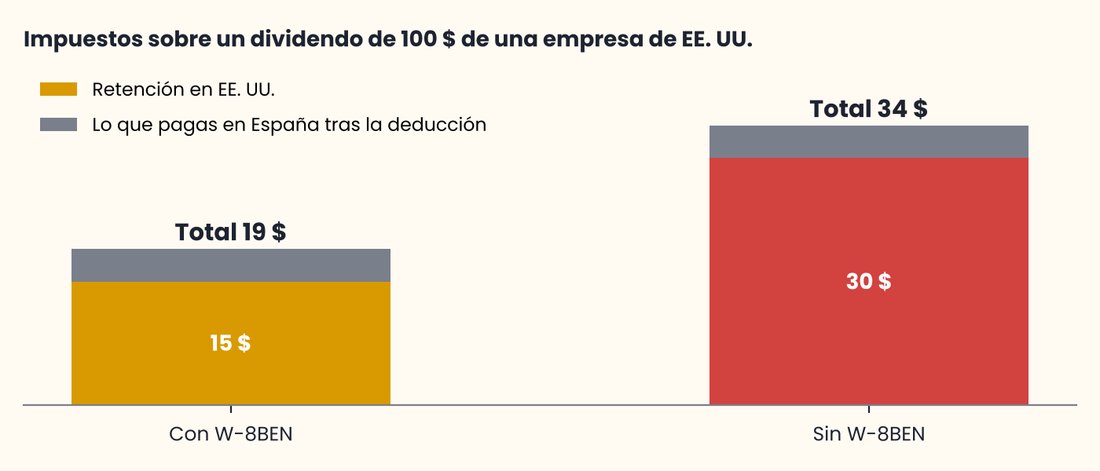 Impuestos sobre un dividendo de 100 $ de una empresa de EE. UU.
Retención en EE. UU.
Lo que pagas en España tras la deducción
Total 19 $
15 $
Total 34 $
30 $
Con W-8BEN
Sin W-8BEN